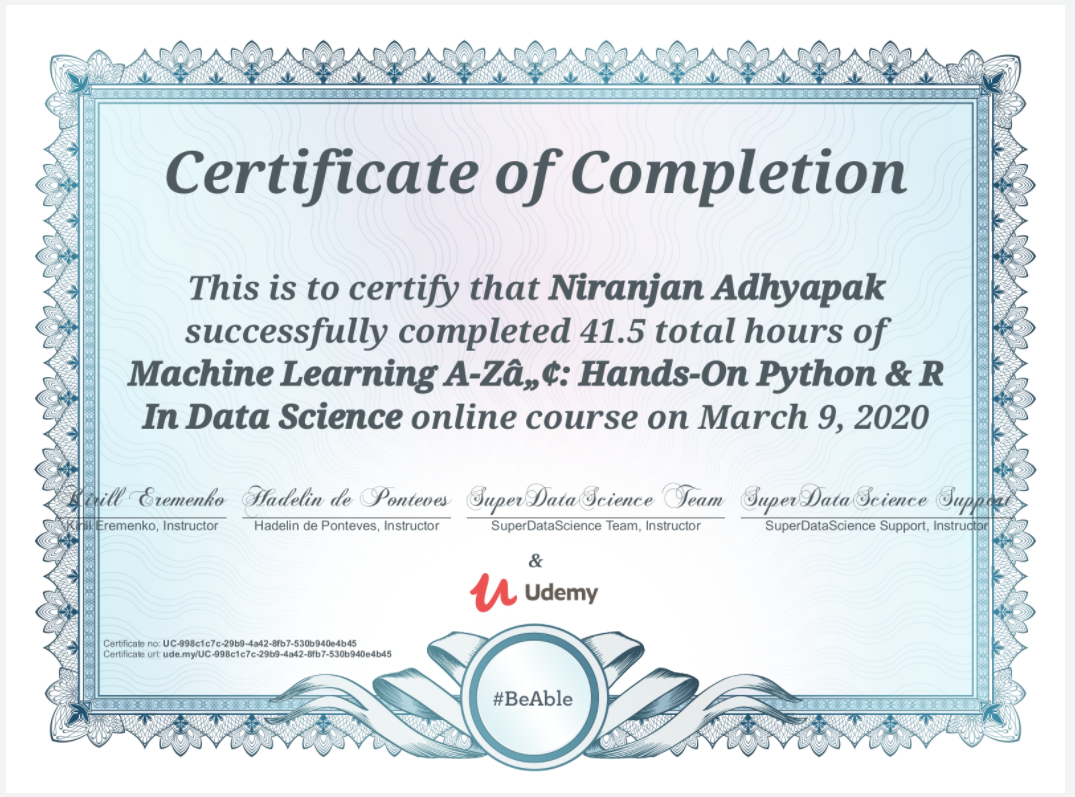 Certificate of Completion
This is to certify that Niranjan Adhyapak
successfully completed 41.5 total hours of
Machine Learning A-Zâ„¢: Hands-On Python & R
In Data Science online course on March 9, 2020
Kirill Eremenko Hadelin de Ponteves SuperDataScience Team SuperDataScience Support
Kirill Eremenko, Instructor Hadelin de Ponteves, Instructor SuperDataScience Team, Instructor SuperDataScience Support, Instructor
&
Udemy
Certificate no: UC-998c1c7c-29b9-4a42-8fb7-530b940e4b45
Certificate url: ude.my/UC-998c1c7c-29b9-4a42-8fb7-530b940e4b45
#BeAble